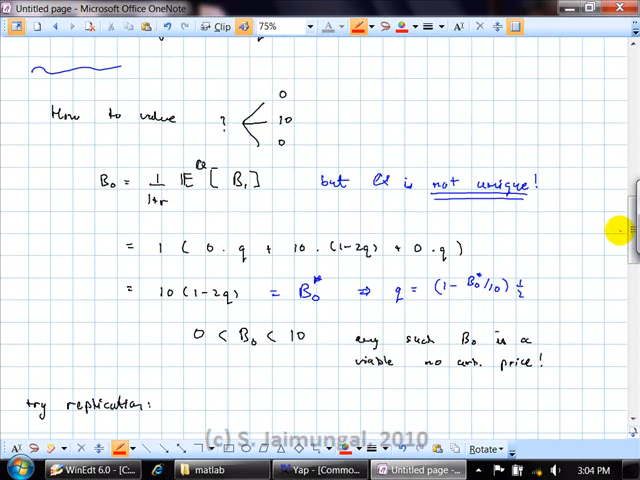 Untitled page - Microsoft Office OneNote
75%
Clip
0
How to value ? 10
0
B₀ = 1/(1+r) 𝔼^Q [ B₁ ] but Q is not unique!
= 1 ( 0 · q + 10 · (1-2q) + 0 · q )
= 10 (1-2q) = B₀* ⇒ q = (1 - B₀*/10) ½
0 < B₀ < 10 any such B₀ is a
viable no arb. price!
try replication:
(c) S. Jaimungal, 2010
Rotate
WinEdt 6.0 - [C...
matlab
Yap - [Commo...
Untitled page - ...
3:04 PM